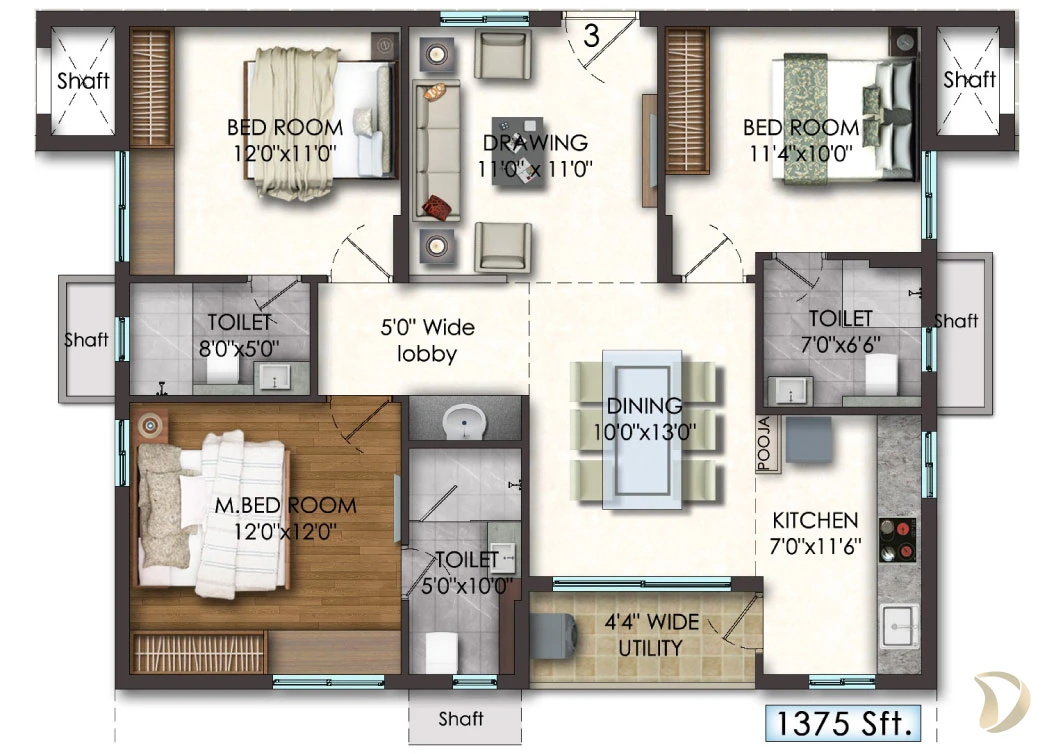 3
Shaft
Shaft
BED ROOM
12'0"x11'0"
DRAWING
11'0" x 11'0"
BED ROOM
11'4"x10'0"
Shaft
TOILET
8'0"x5'0"
5'0" Wide
lobby
TOILET
7'0"x6'6"
Shaft
DINING
10'0"x13'0"
POOJA
M.BED ROOM
12'0"x12'0"
KITCHEN
7'0"x11'6"
TOILET
5'0"x10'0"
4'4" WIDE
UTILITY
Shaft
1375 Sft.